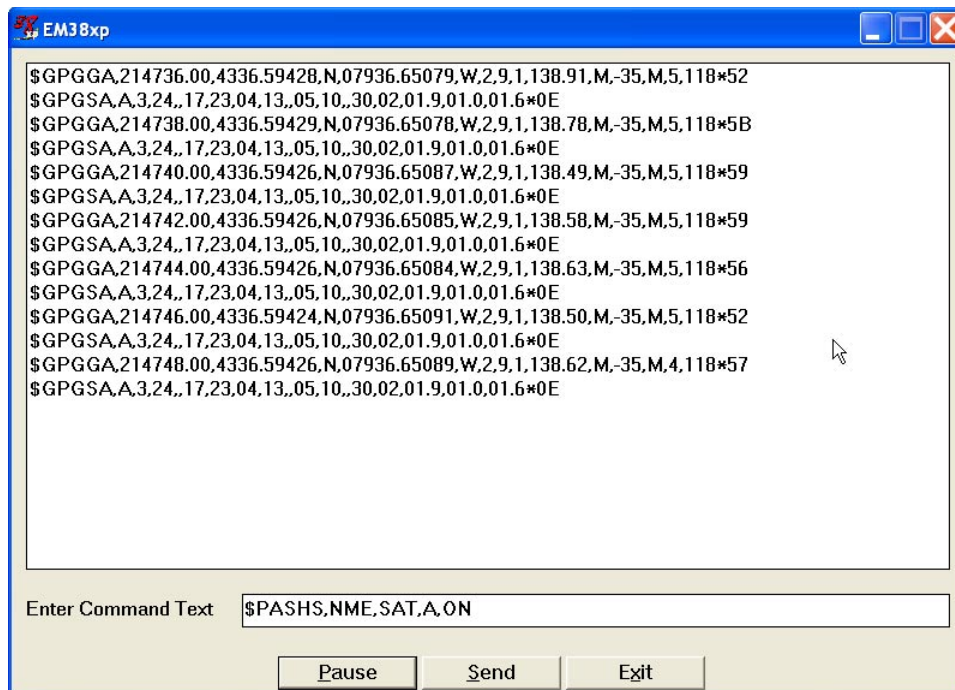 EM38xp
$GPGGA,214736.00,4336.59428,N,07936.65079,W,2,9,1,138.91,M,-35,M,5,118*52
$GPGSA,A,3,24,,17,23,04,13,,05,10,,30,02,01.9,01.0,01.6*0E
$GPGGA,214738.00,4336.59429,N,07936.65078,W,2,9,1,138.78,M,-35,M,5,118*5B
$GPGSA,A,3,24,,17,23,04,13,,05,10,,30,02,01.9,01.0,01.6*0E
$GPGGA,214740.00,4336.59426,N,07936.65087,W,2,9,1,138.49,M,-35,M,5,118*59
$GPGSA,A,3,24,,17,23,04,13,,05,10,,30,02,01.9,01.0,01.6*0E
$GPGGA,214742.00,4336.59426,N,07936.65085,W,2,9,1,138.58,M,-35,M,5,118*59
$GPGSA,A,3,24,,17,23,04,13,,05,10,,30,02,01.9,01.0,01.6*0E
$GPGGA,214744.00,4336.59426,N,07936.65084,W,2,9,1,138.63,M,-35,M,5,118*56
$GPGSA,A,3,24,,17,23,04,13,,05,10,,30,02,01.9,01.0,01.6*0E
$GPGGA,214746.00,4336.59424,N,07936.65091,W,2,9,1,138.50,M,-35,M,5,118*52
$GPGSA,A,3,24,,17,23,04,13,,05,10,,30,02,01.9,01.0,01.6*0E
$GPGGA,214748.00,4336.59426,N,07936.65089,W,2,9,1,138.62,M,-35,M,4,118*57
$GPGSA,A,3,24,,17,23,04,13,,05,10,,30,02,01.9,01.0,01.6*0E
Enter Command Text $PASHS,NME,SAT,A,ON
Pause Send Exit